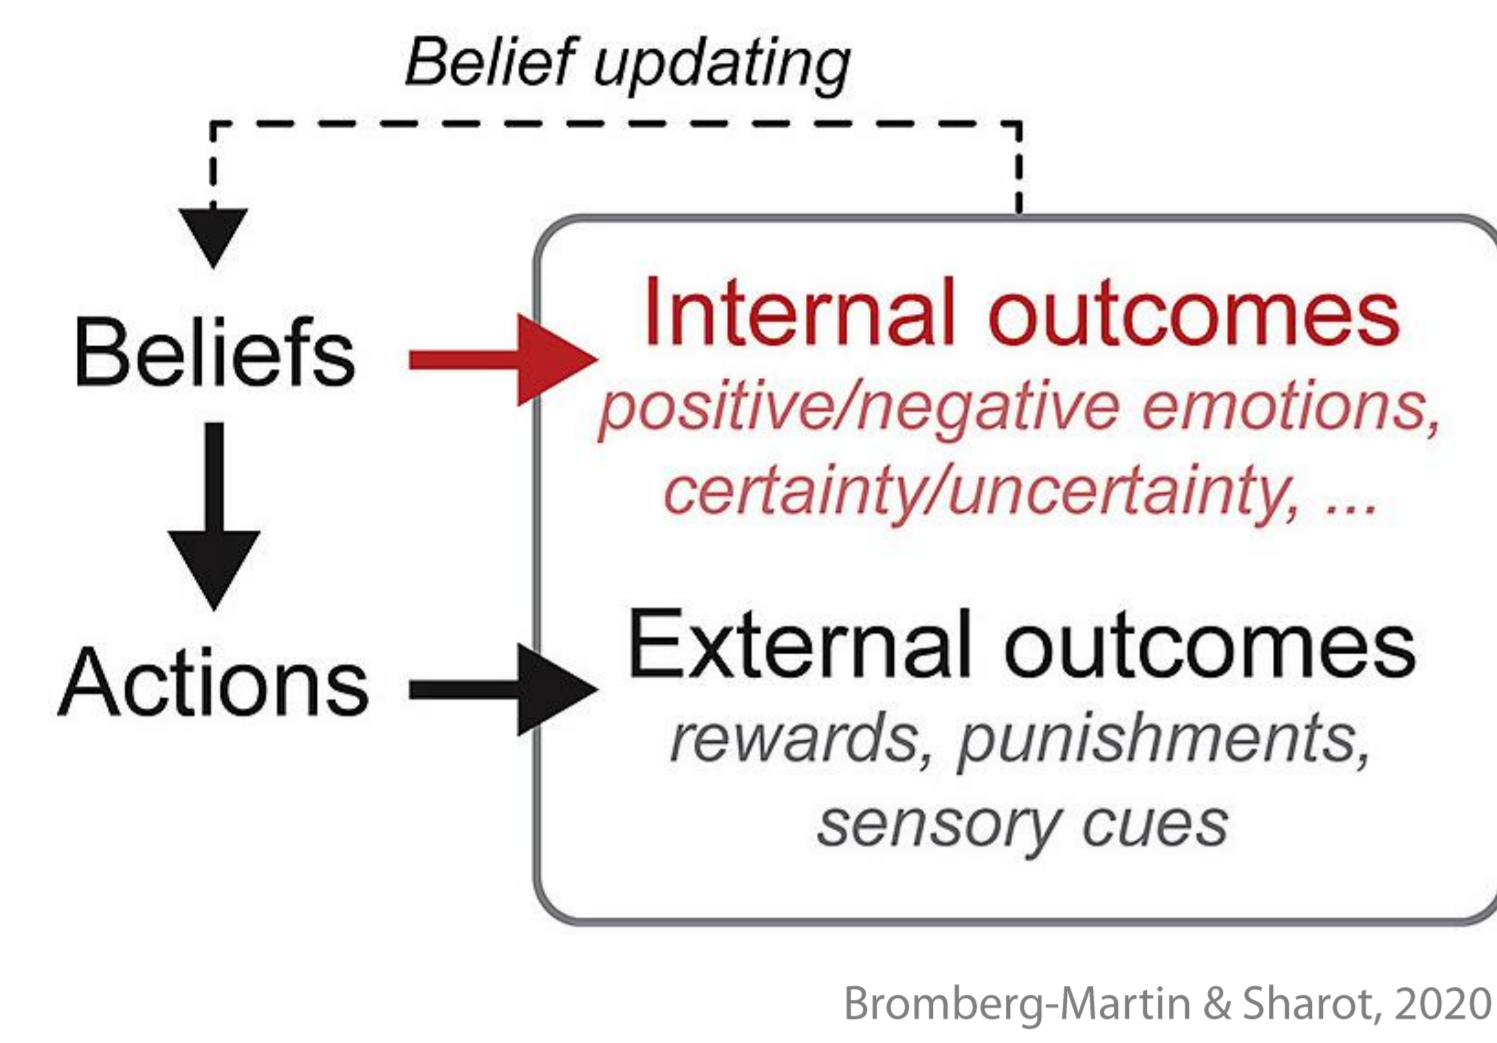 Belief updating
Beliefs
Internal outcomes
positive/negative emotions,
certainty/uncertainty, ...
Actions
External outcomes
rewards, punishments,
sensory cues
Bromberg-Martin & Sharot, 2020